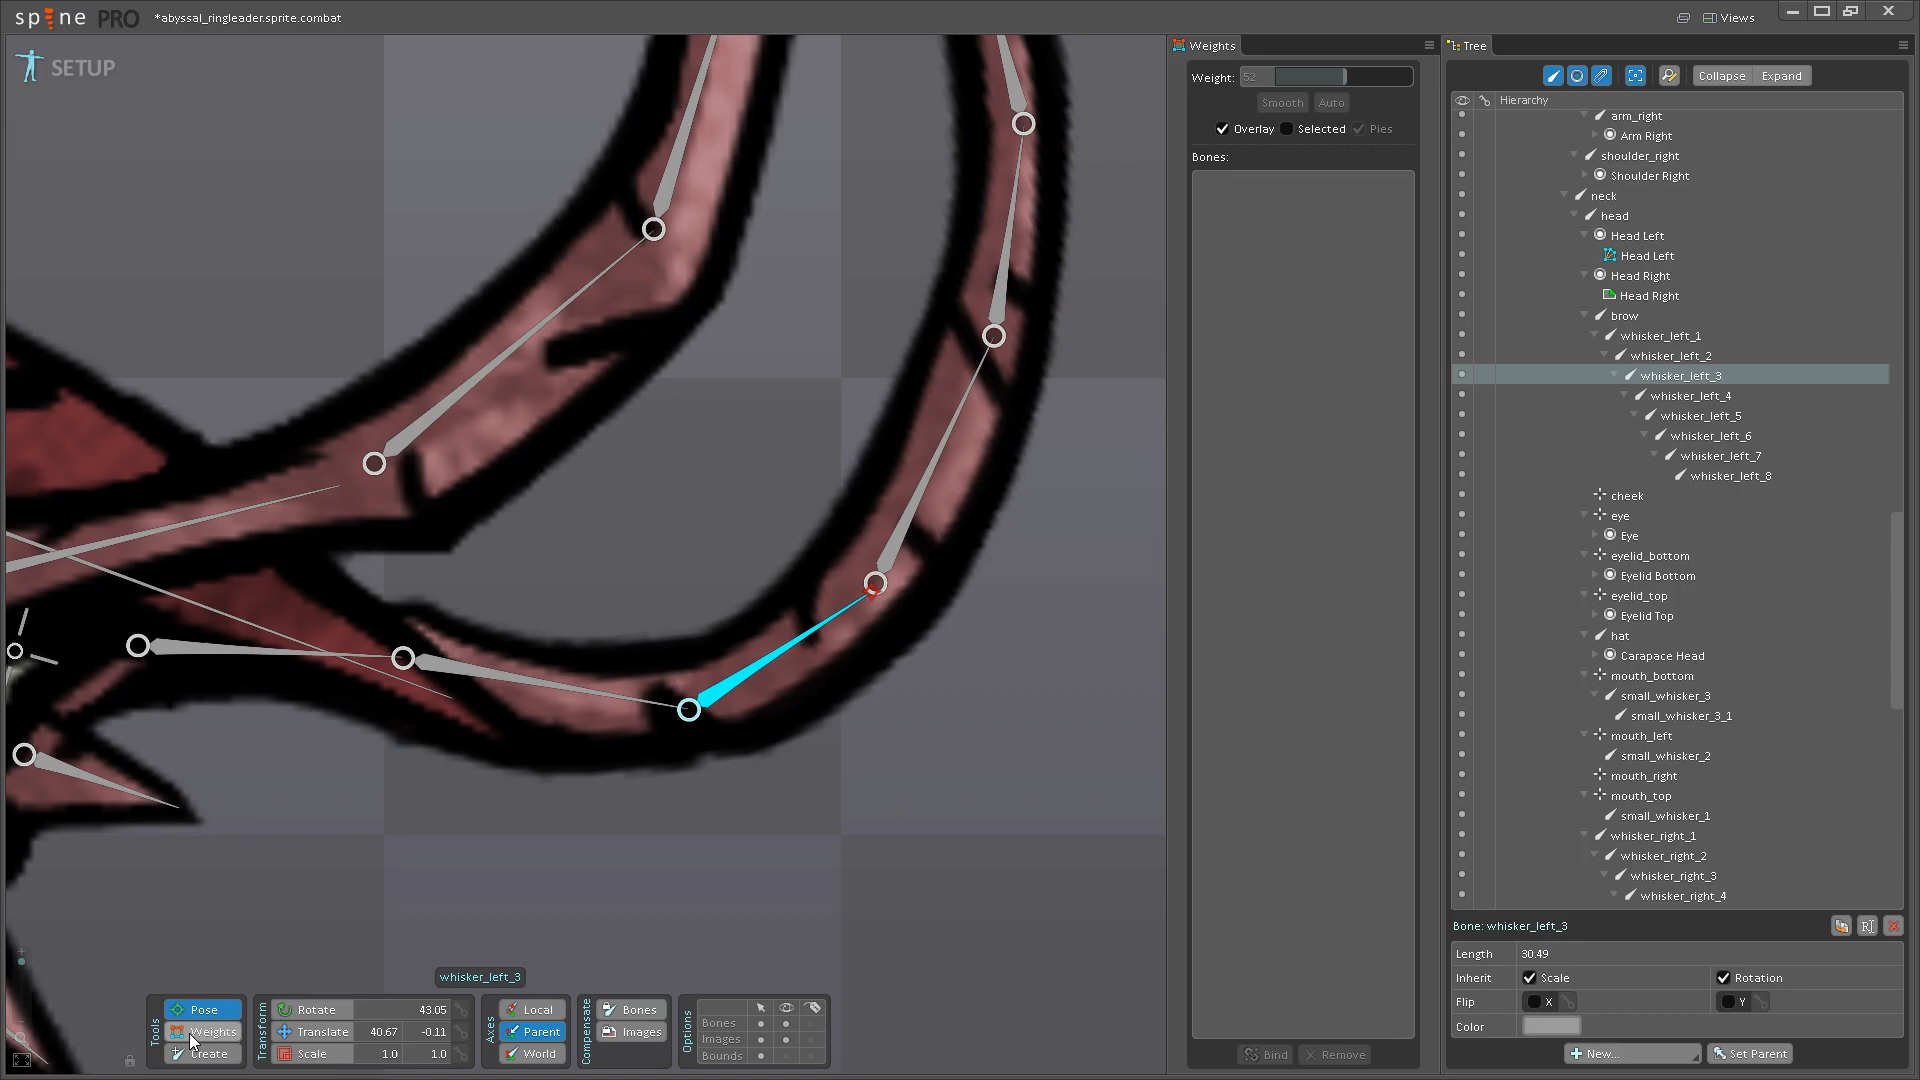 spine PRO
*abyssal_ringleader.sprite.combat
Views
SETUP
Weights
Weight: 52
Smooth Auto
Overlay Selected Pies
Bones:
Bind Remove
Tree
Collapse Expand
Hierarchy
arm_right
Arm Right
shoulder_right
Shoulder Right
neck
head
Head Left
Head Left
Head Right
Head Right
brow
whisker_left_1
whisker_left_2
whisker_left_3
whisker_left_4
whisker_left_5
whisker_left_6
whisker_left_7
whisker_left_8
cheek
eye
Eye
eyelid_bottom
Eyelid Bottom
eyelid_top
Eyelid Top
hat
Carapace Head
mouth_bottom
small_whisker_3
small_whisker_3_1
mouth_left
small_whisker_2
mouth_right
mouth_top
small_whisker_1
whisker_right_1
whisker_right_2
whisker_right_3
whisker_right_4
Bone: whisker_left_3
Length 30.49
Inherit Scale Rotation
Flip X Y
Color
New... Set Parent
whisker_left_3
Tools
Pose
Weights
Create
Transform
Rotate 43.05
Translate 40.67 -0.11
Scale 1.0 1.0
Axes
Local
Parent
World
Compensate
Bones
Images
Options
Bones
Images
Bounds